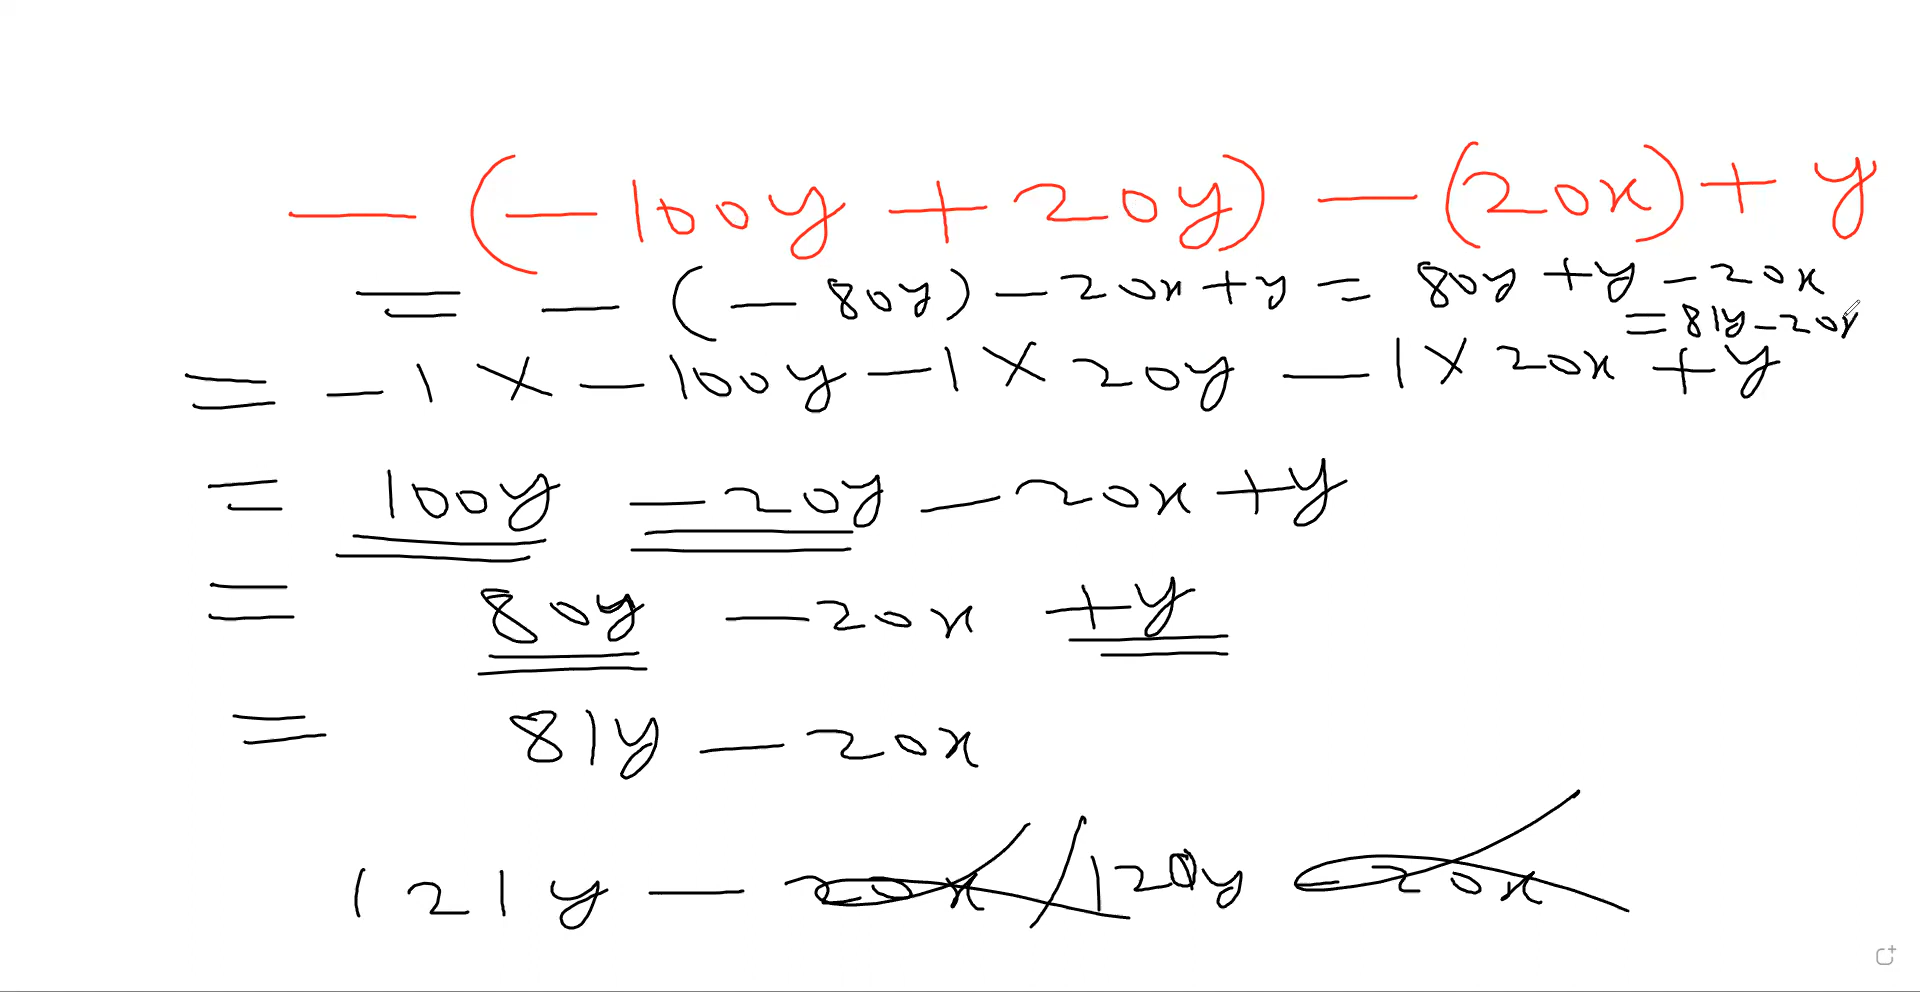 − (− 100y + 20y) − (20x) + y
= − (− 80y) − 20x + y = 80y + y − 20x
= 81y − 20x
= − 1 × − 100y − 1 × 20y − 1 × 20x + y
= 100y − 20y − 20x + y
= 80y − 20x + y
= 81y − 20x
121y − 20x / 120y − 20x